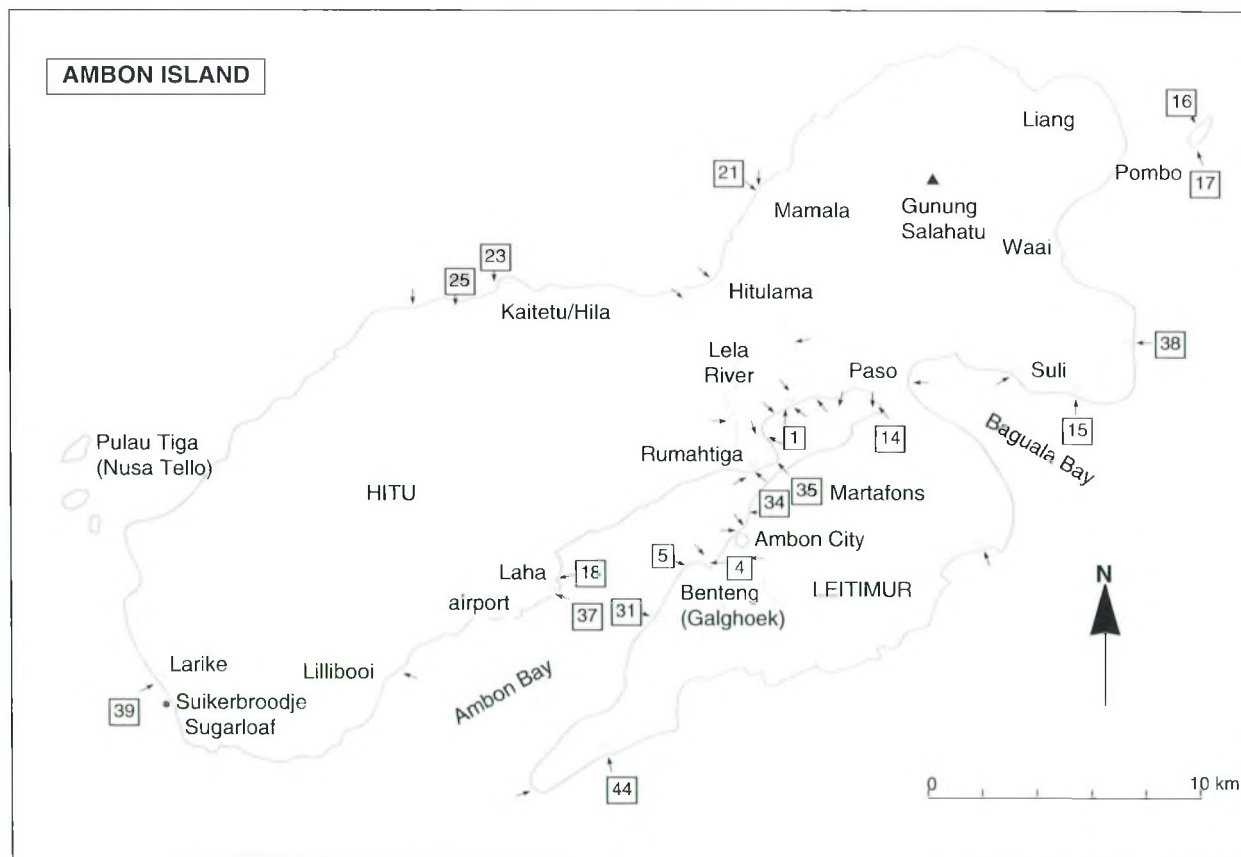 AMBON ISLAND
16
Liang
21
Pombo
17
Mamala
Gunung
Salahatu
Waai
23
25
Hitulama
Kaitetu/Hila
38
Lela
River
Paso
Suli
15
Baguala Bay
1
14
Pulau Tiga
(Nusa Tello)
Rumahtiga
HITU
35
Martafons
34
Ambon City
5
4
Laha
18
Benteng
(Galghoek)
LEITIMUR
N
airport
37
31
Larike
Lillibooi
Ambon Bay
39
Suikerbroodje
Sugarloaf
44
0
10 km